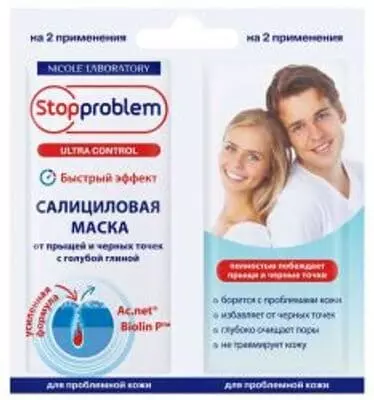 на 2 применения
NICOLE LABORATORY
Stopproblem
ULTRA CONTROL
Быстрый эффект
САЛИЦИЛОВАЯ
МАСКА
от прыщей и черных точек
с голубой глиной
усиленная
формула
Ac.net®
Biolin P™
для проблемной кожи
на 2 применения
полностью побеждает
прыщи и черные точки
борется с проблемами кожи
избавляет от черных точек
глубоко очищает поры
не травмирует кожу
для проблемной кожи